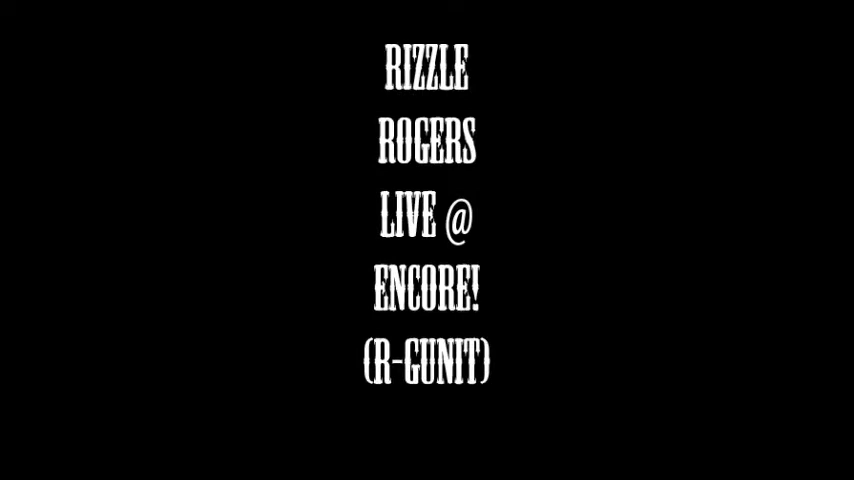 RIZZLE
ROGERS
LIVE @
ENCORE!
(R-GUNIT)